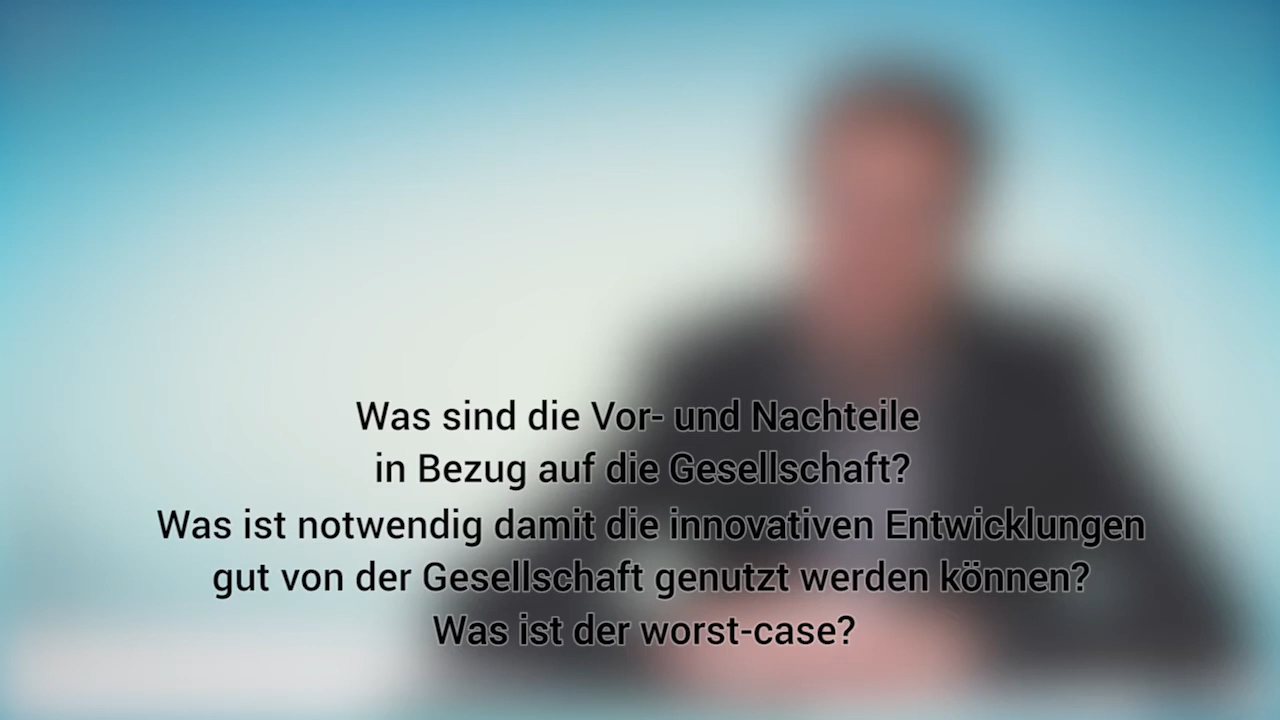 Was sind die Vor- und Nachteile
in Bezug auf die Gesellschaft?
Was ist notwendig damit die innovativen Entwicklungen
gut von der Gesellschaft genutzt werden können?
Was ist der worst-case?